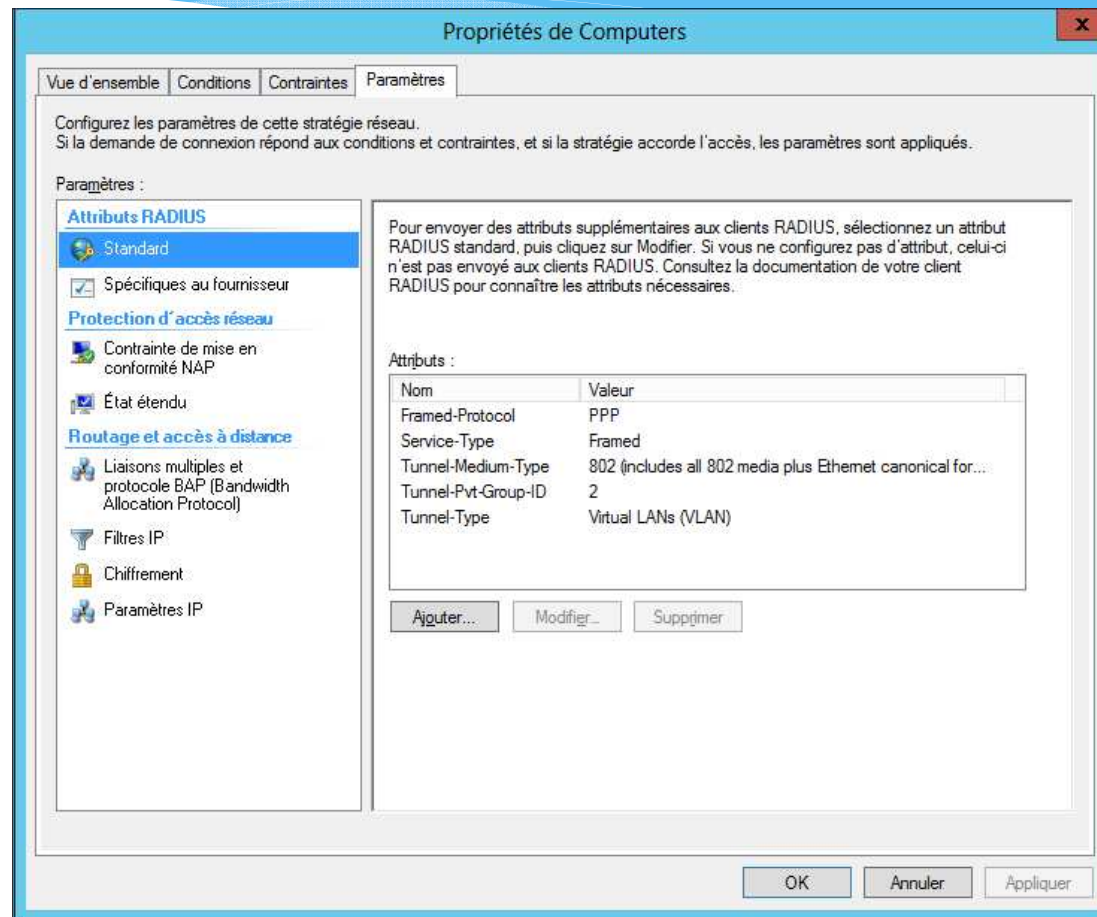 Propriétés de Computers
x
Vue d'ensemble
Conditions
Contraintes
Paramètres
Configurez les paramètres de cette stratégie réseau.
Si la demande de connexion répond aux conditions et contraintes, et si la stratégie accorde l'accès, les paramètres sont appliqués.
Paramètres :
Attributs RADIUS
Standard
Spécifiques au fournisseur
Protection d'accès réseau
Contrainte de mise en
conformité NAP
État étendu
Routage et accès à distance
Liaisons multiples et
protocole BAP (Bandwidth
Allocation Protocol)
Filtres IP
Chiffrement
Paramètres IP
Pour envoyer des attributs supplémentaires aux clients RADIUS, sélectionnez un attribut
RADIUS standard, puis cliquez sur Modifier. Si vous ne configurez pas d'attribut, celui-ci
n'est pas envoyé aux clients RADIUS. Consultez la documentation de votre client
RADIUS pour connaître les attributs nécessaires.
Attributs :
Nom Valeur
Framed-Protocol PPP
Service-Type Framed
Tunnel-Medium-Type 802 (includes all 802 media plus Ethernet canonical for...
Tunnel-Pvt-Group-ID 2
Tunnel-Type Virtual LANs (VLAN)
Ajouter... Modifier... Supprimer
OK Annuler Appliquer